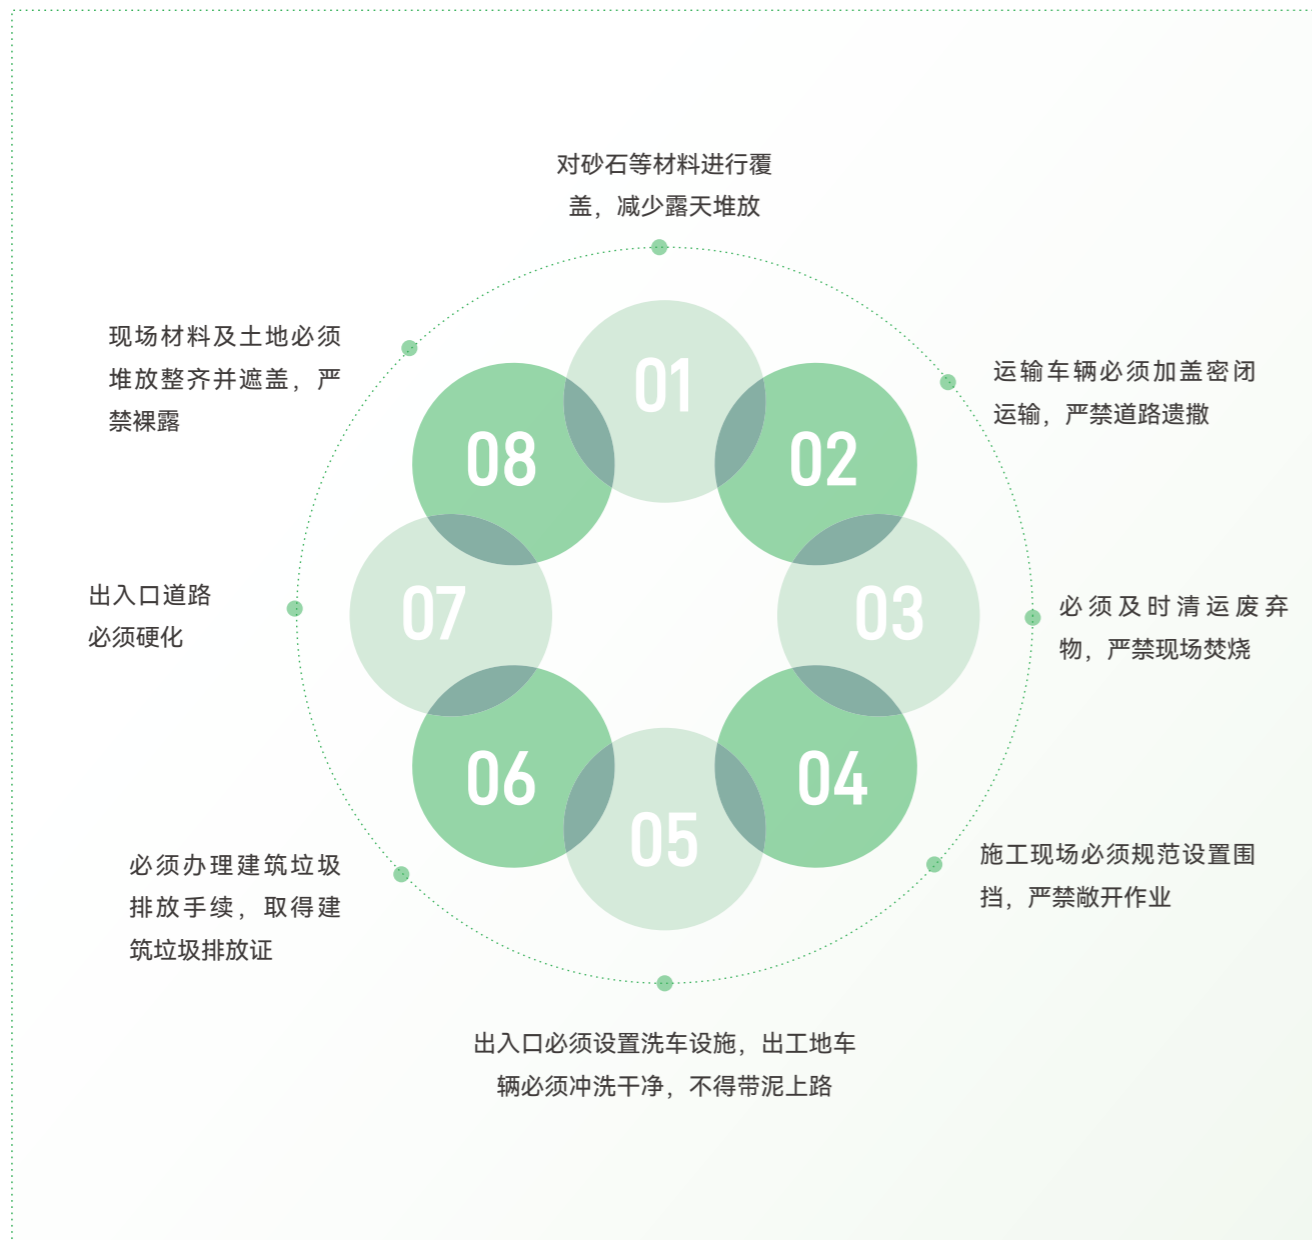 对砂石等材料进行覆
盖，减少露天堆放
01
运输车辆必须加盖密闭
运输，严禁道路遗撒
02
必须及时清运废弃
物，严禁现场焚烧
03
施工现场必须规范设置围
挡，严禁敞开作业
04
出入口必须设置洗车设施，出工地车
辆必须冲洗干净，不得带泥上路
05
必须办理建筑垃圾
排放手续，取得建
筑垃圾排放证
06
出入口道路
必须硬化
07
现场材料及土地必须
堆放整齐并遮盖，严
禁裸露
08